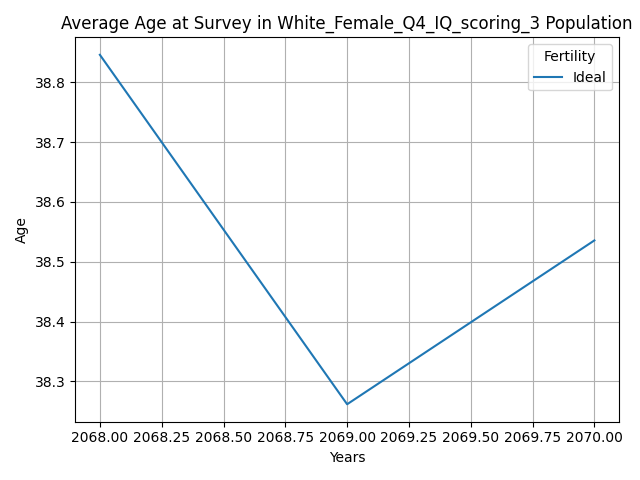 Average Age at Survey in White_Female_Q4_IQ_scoring_3 Population
Fertility
Ideal
38.8
38.7
38.6
38.5
38.4
38.3
Age
2068.00 2068.25 2068.50 2068.75 2069.00 2069.25 2069.50 2069.75 2070.00
Years